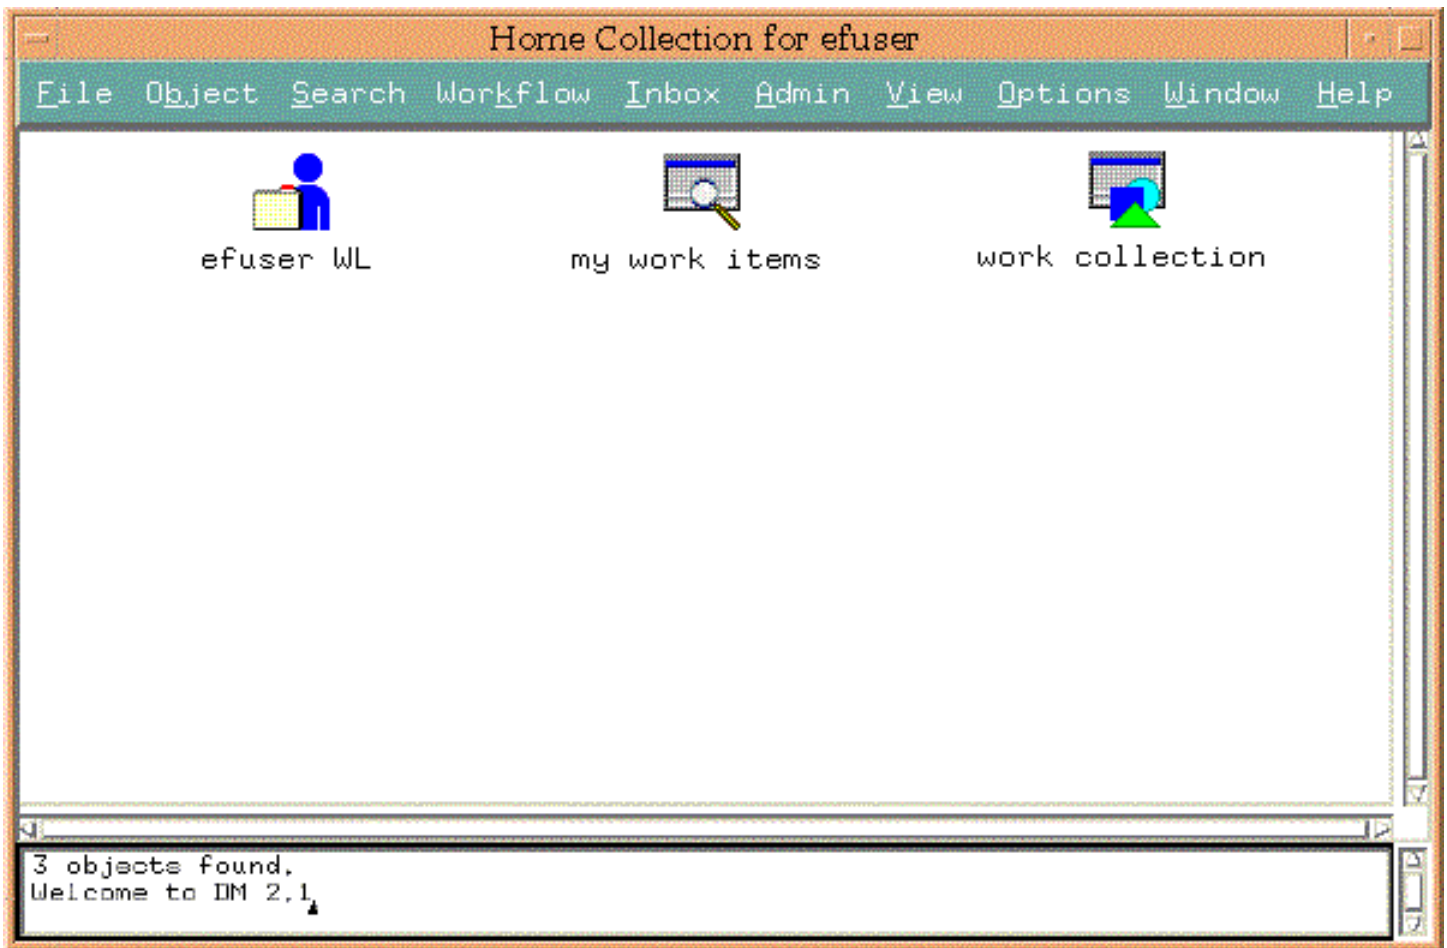 Home Collection for efuser
File Object Search Workflow Inbox Admin View Options Window Help
efuser WL my work items work collection
3 objects found.
Welcome to DM 2.1